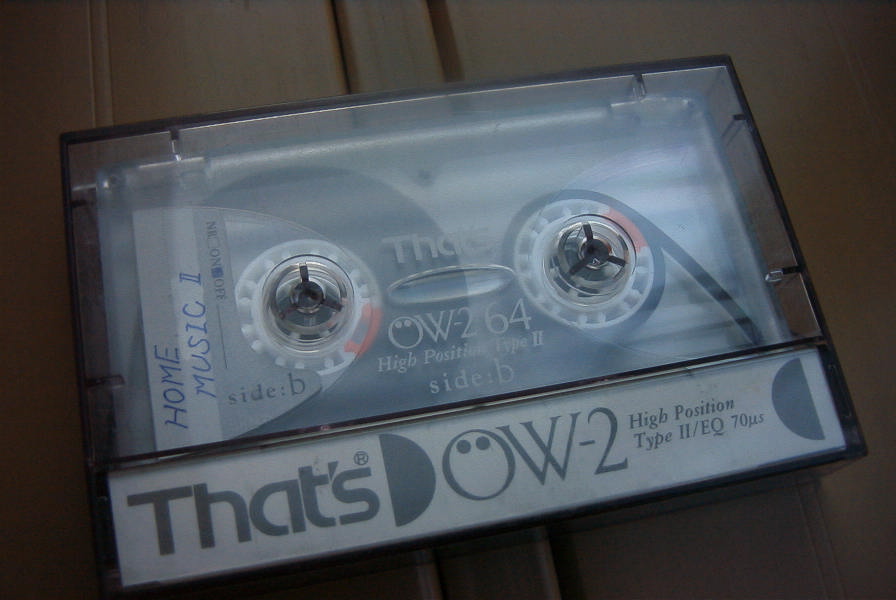 HOME
MUSIC II
NR ON OFF
That's
OW-2 64
High Position Type II
side:b
side:b
That's®
OW-2
High Position
Type II/EQ 70μs